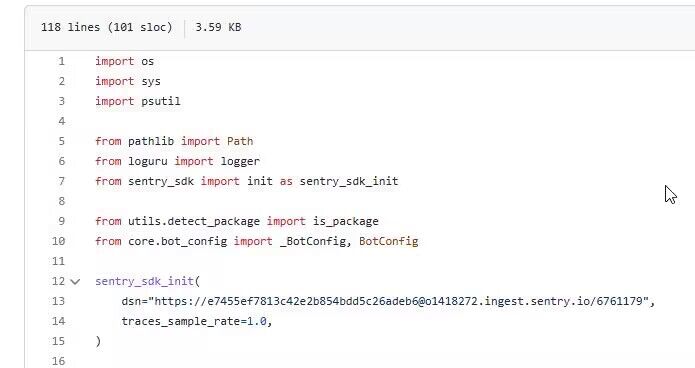 118 lines (101 sloc) 3.59 KB
1 import os
2 import sys
3 import psutil
4
5 from pathlib import Path
6 from loguru import logger
7 from sentry_sdk import init as sentry_sdk_init
8
9 from utils.detect_package import is_package
10 from core.bot_config import _BotConfig, BotConfig
11
12 sentry_sdk_init(
13 dsn="https://e7455ef7813c42e2b854bdd5c26adeb6@o1418272.ingest.sentry.io/6761179",
14 traces_sample_rate=1.0,
15 )
16